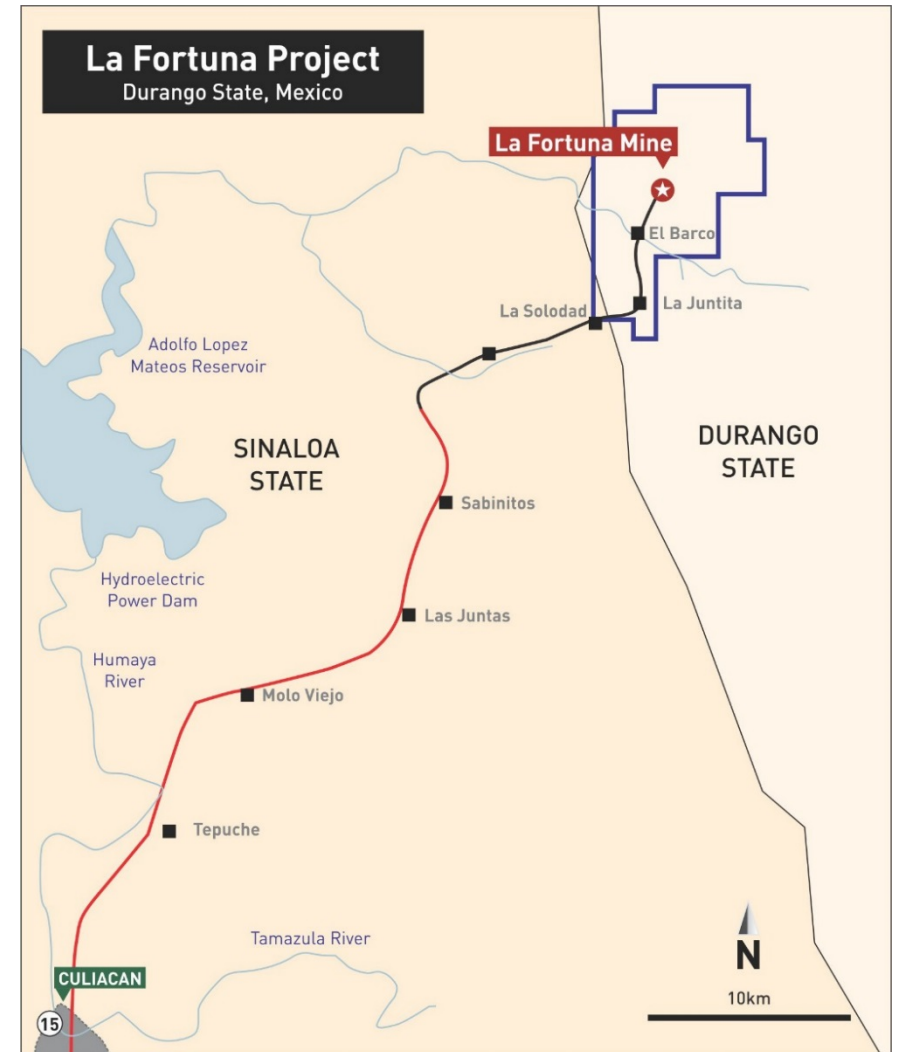 La Fortuna Project
Durango State, Mexico
La Fortuna Mine
El Barco
La Solodad
La Juntita
Adolfo Lopez
Mateos Reservoir
SINALOA
STATE
DURANGO
STATE
Sabinitos
Hydroelectric
Power Dam
Las Juntas
Humaya
River
Molo Viejo
Tepuche
Tamazula River
N
CULIACAN
10km
15